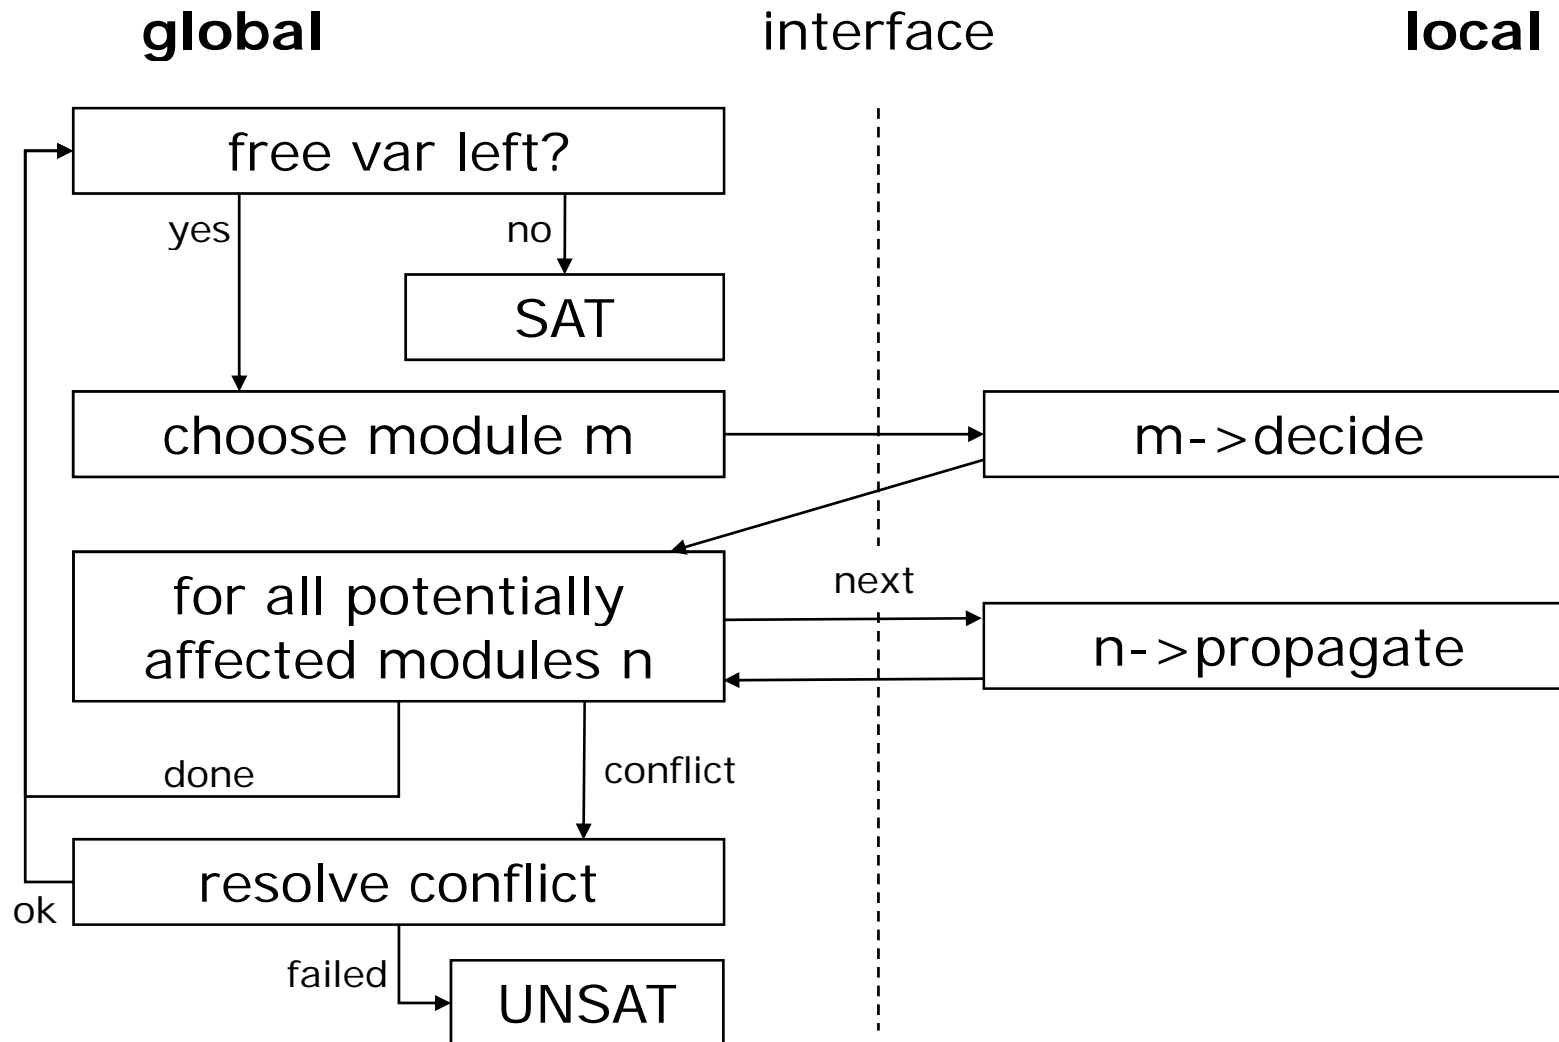 global interface local
free var left?
yes no
SAT
choose module m m->decide
for all potentially
affected modules n
next
n->propagate
done
conflict
resolve conflict
ok
failed
UNSAT